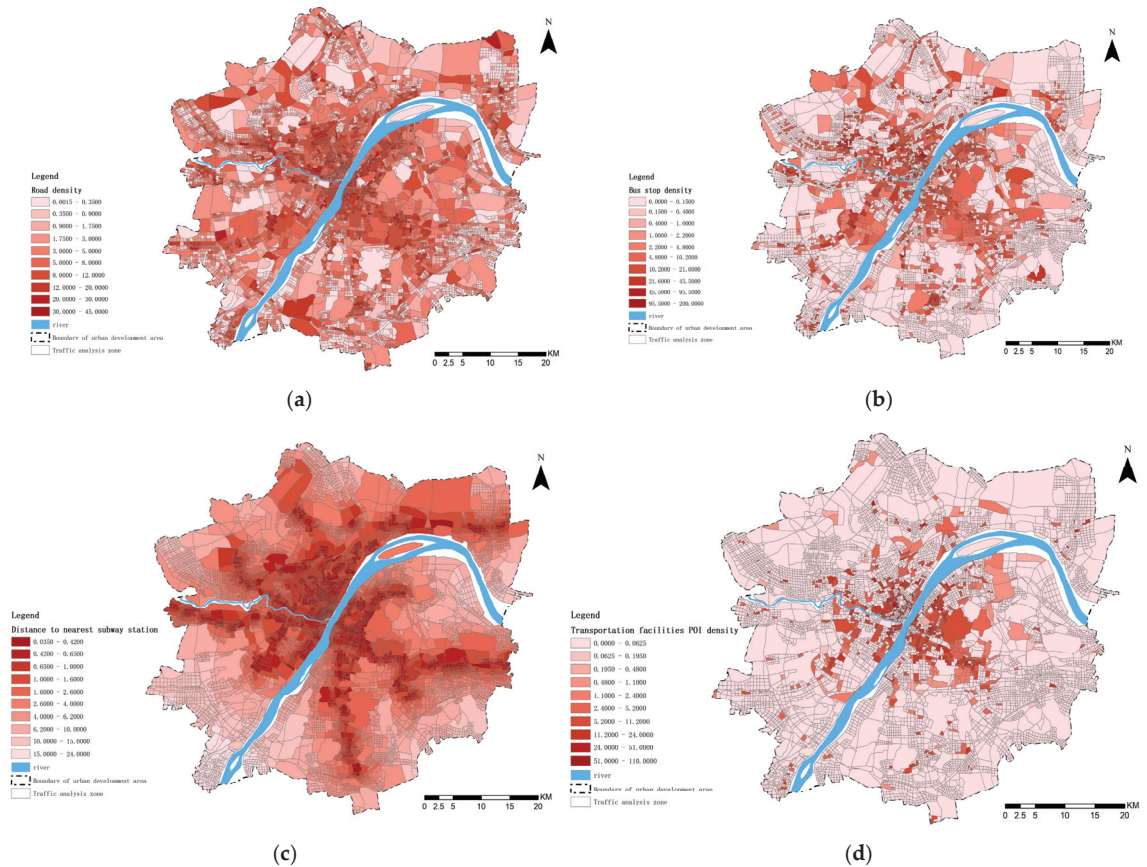 N
Legend
Road density
0.0015 - 0.3500
0.3500 - 0.9000
0.9000 - 1.7500
1.7500 - 3.0000
3.0000 - 5.0000
5.0000 - 8.0000
8.0000 - 12.0000
12.0000 - 20.0000
20.0000 - 30.0000
30.0000 - 45.0000
river
Boundary of urban development area
Traffic analysis zone
KM
0 2.5 5 10 15 20
(a)
N
Legend
Bus stop density
0.0000 - 0.1500
0.1500 - 0.4000
0.4000 - 1.0000
1.0000 - 2.2000
2.2000 - 4.8000
4.8000 - 10.2000
10.2000 - 21.6000
21.6000 - 45.5000
45.5000 - 95.5000
95.5000 - 200.0000
river
Boundary of urban development area
Traffic analysis zone
KM
0 2.5 5 10 15 20
(b)
N
Legend
Distance to nearest subway station
0.0350 - 0.4200
0.4200 - 0.6500
0.6500 - 1.0000
1.0000 - 1.6000
1.6000 - 2.6000
2.6000 - 4.0000
4.0000 - 6.2000
6.2000 - 10.0000
10.0000 - 15.0000
15.0000 - 24.0000
river
Boundary of urban development area
Traffic analysis zone
KM
0 2.5 5 10 15 20
(c)
N
Legend
Transportation facilities POI density
0.0000 - 0.0625
0.0625 - 0.1950
0.1950 - 0.4800
0.4800 - 1.1000
1.1000 - 2.4000
2.4000 - 5.2000
5.2000 - 11.2000
11.2000 - 24.0000
24.0000 - 51.0000
51.0000 - 110.0000
river
Boundary of urban development area
Traffic analysis zone
KM
0 2.5 5 10 15 20
(d)